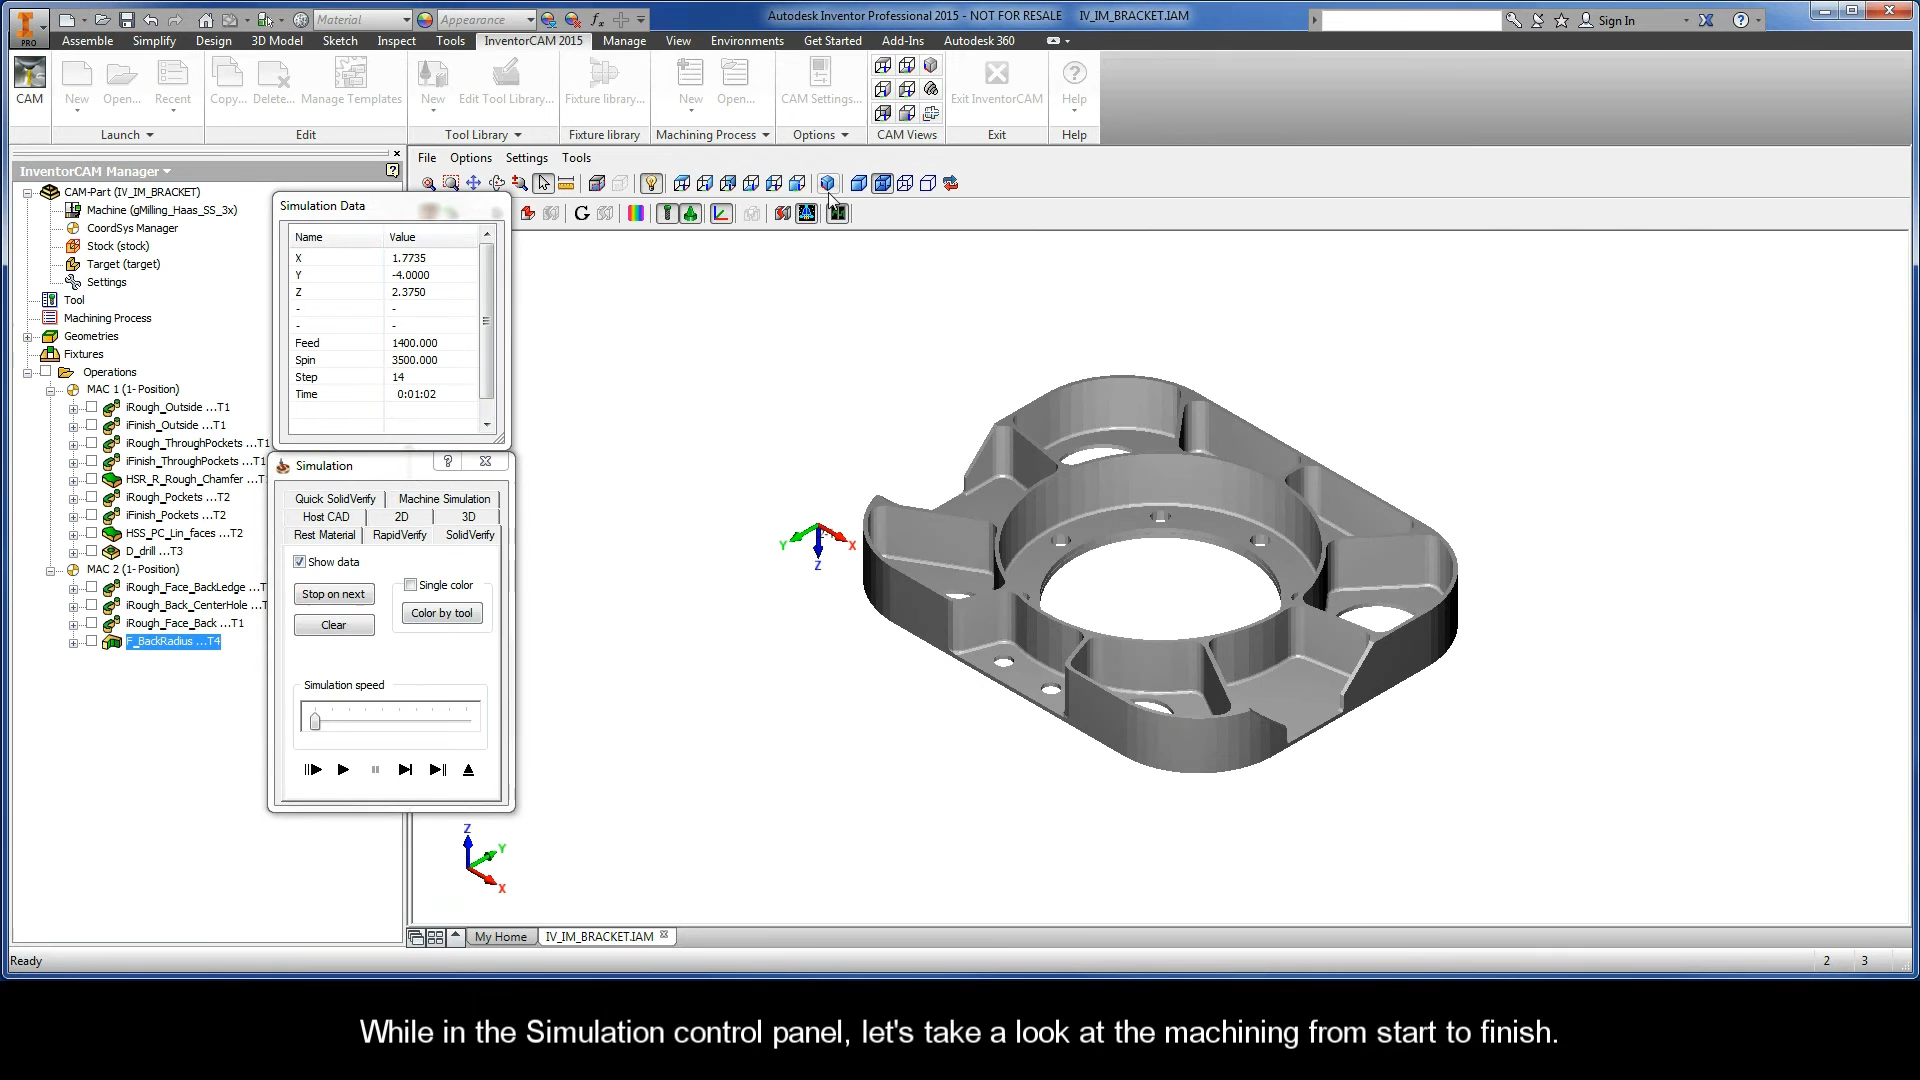 Material
Appearance
Autodesk Inventor Professional 2015 - NOT FOR RESALE IV_IM_BRACKET.IAM
Sign In
PRO
Assemble Simplify Design 3D Model Sketch Inspect Tools InventorCAM 2015 Manage View Environments Get Started Add-Ins Autodesk 360
CAM New Open... Recent Copy... Delete... Manage Templates New Edit Tool Library... Fixture library... New Open... CAM Settings... Exit InventorCAM Help
Launch Edit Tool Library Fixture library Machining Process Options CAM Views Exit Help
InventorCAM Manager
File Options Settings Tools
CAM-Part (IV_IM_BRACKET)
Machine (gMilling_Haas_SS_3x)
CoordSys Manager
Stock (stock)
Target (target)
Settings
Tool
Machining Process
Geometries
Fixtures
Operations
MAC 1 (1- Position)
iRough_Outside ...T1
iFinish_Outside ...T1
iRough_ThroughPockets ...T1
iFinish_ThroughPockets ...T1
HSR_R_Rough_Chamfer ...T
iRough_Pockets ...T2
iFinish_Pockets ...T2
HSS_PC_Lin_faces ...T2
D_drill ...T3
MAC 2 (1- Position)
iRough_Face_BackLedge ...T
iRough_Back_CenterHole ...T
iRough_Face_Back ...T1
F_BackRadius ...T4
Simulation Data
Name Value
X 1.7735
Y -4.0000
Z 2.3750
- -
- -
Feed 1400.000
Spin 3500.000
Step 14
Time 0:01:02
Simulation
Quick SolidVerify Machine Simulation
Host CAD 2D 3D
Rest Material RapidVerify SolidVerify
Show data
Stop on next
Single color
Clear
Color by tool
Simulation speed
Y X
Z
Z
Y
X
My Home IV_IM_BRACKET.IAM
Ready 2 3
While in the Simulation control panel, let's take a look at the machining from start to finish.